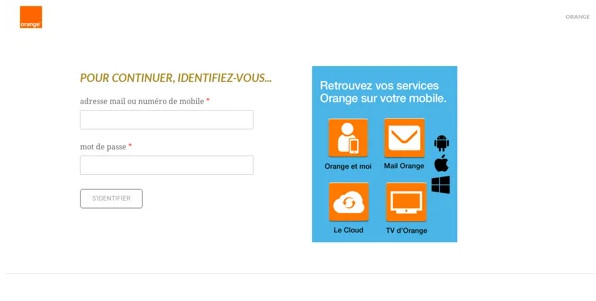 orange
ORANGE
POUR CONTINUER, IDENTIFIEZ-VOUS...
adresse mail ou numéro de mobile *
mot de passe *
S'IDENTIFIER
Retrouvez vos services
Orange sur votre mobile.
Orange et moi
Mail Orange
Le Cloud
TV d'Orange